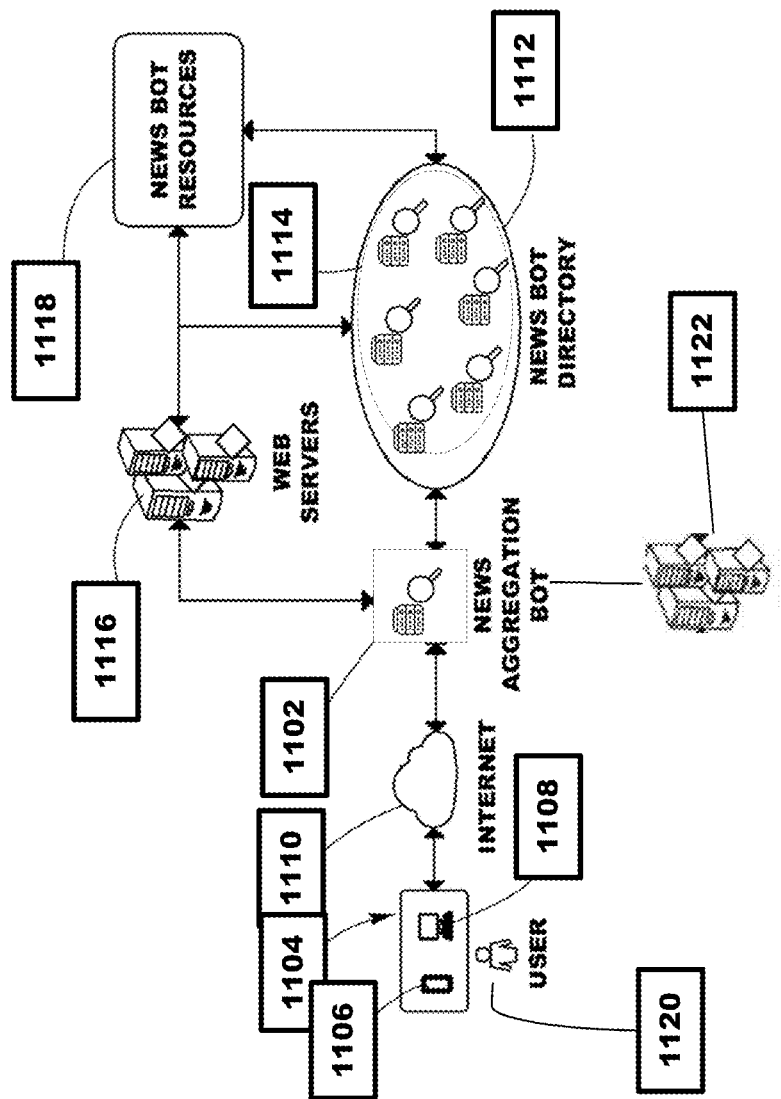 1118
NEWS BOT
RESOURCES
1116
WEB
SERVERS
1114
1112
1104
1110
1102
1106
INTERNET
NEWS
AGGREGATION
BOT
NEWS BOT
DIRECTORY
USER
1108
1120
1122